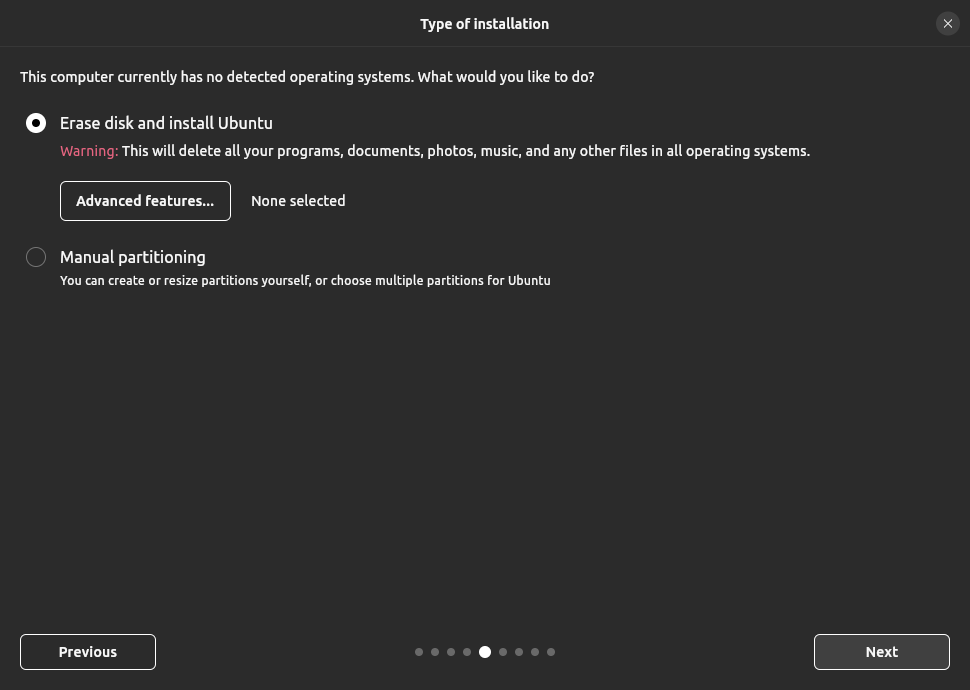 Type of installation
This computer currently has no detected operating systems. What would you like to do?
Erase disk and install Ubuntu
Warning: This will delete all your programs, documents, photos, music, and any other files in all operating systems.
Advanced features... None selected
Manual partitioning
You can create or resize partitions yourself, or choose multiple partitions for Ubuntu
Previous Next